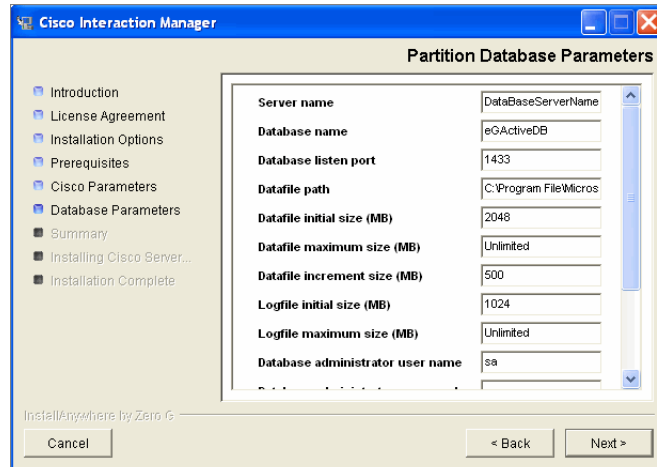 Cisco Interaction Manager
Partition Database Parameters
Introduction
License Agreement
Installation Options
Prerequisites
Cisco Parameters
Database Parameters
Summary
Installing Cisco Server...
Installation Complete
Server name DataBaseServerName
Database name eGActiveDB
Database listen port 1433
Datafile path C:\Program File\Micros
Datafile initial size (MB) 2048
Datafile maximum size (MB) Unlimited
Datafile increment size (MB) 500
Logfile initial size (MB) 1024
Logfile maximum size (MB) Unlimited
Database administrator user name sa
InstallAnywhere by Zero G
Cancel
< Back
Next >